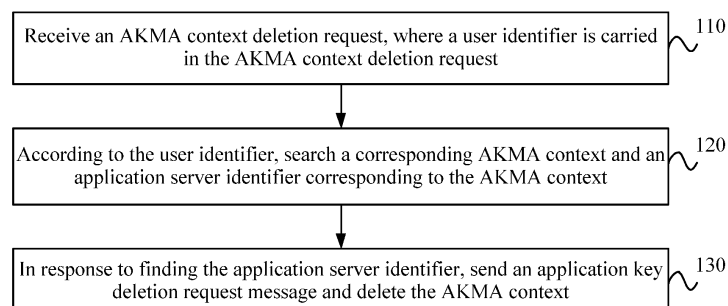 Receive an AKMA context deletion request, where a user identifier is carried
in the AKMA context deletion request
110
According to the user identifier, search a corresponding AKMA context and an
application server identifier corresponding to the AKMA context
120
In response to finding the application server identifier, send an application key
deletion request message and delete the AKMA context
130